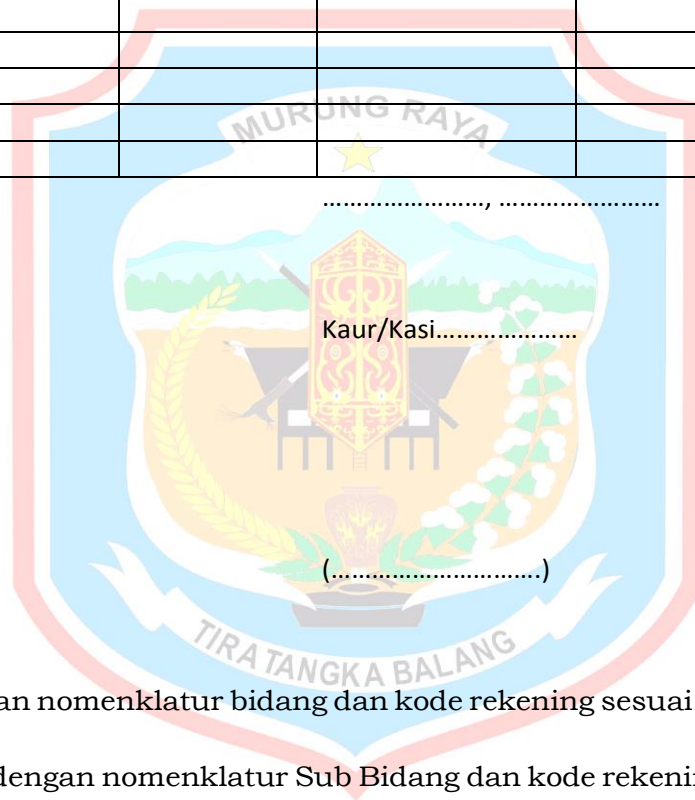 MURUNG RAYA
……………………, ……………………
Kaur/Kasi…………………
(………………………….)
TIRA TANGKA BALANG
an nomenklatur bidang dan kode rekening sesuai
dengan nomenklatur Sub Bidang dan kode rekenin